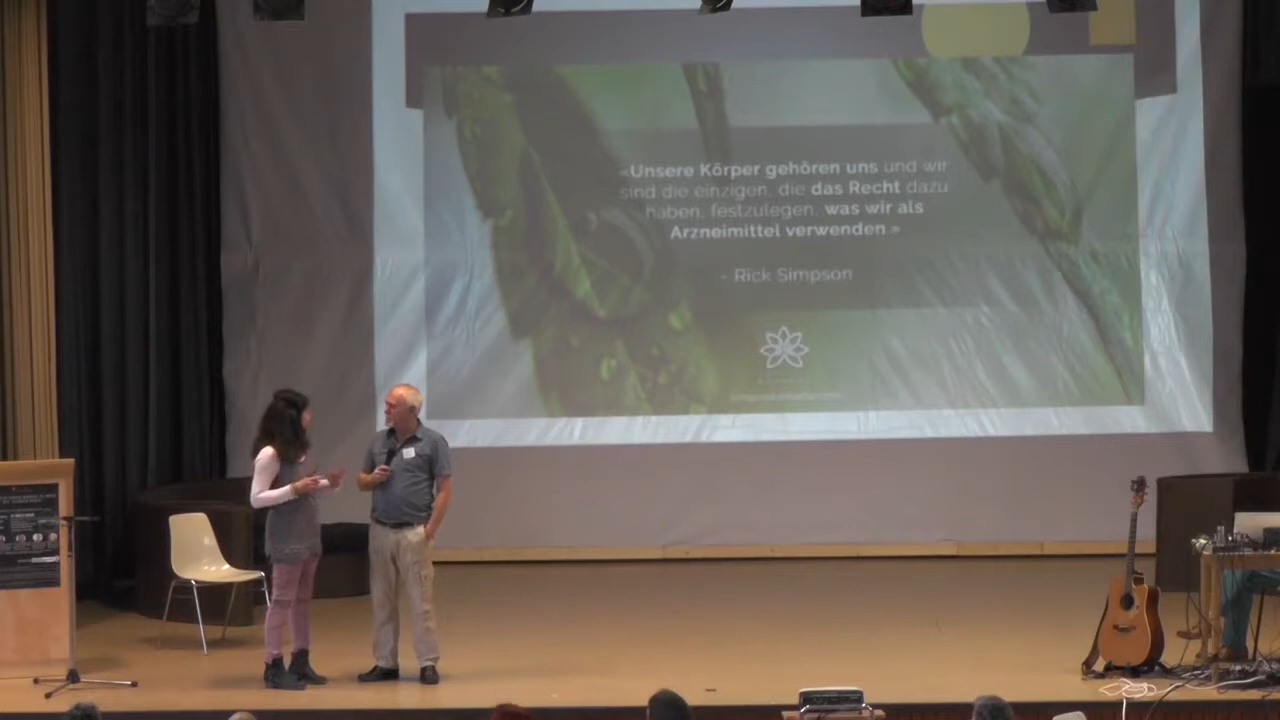 «Unsere Körper gehören uns und wir
sind die einzigen, die das Recht dazu
haben, festzulegen, was wir als
Arzneimittel verwenden.»
- Rick Simpson